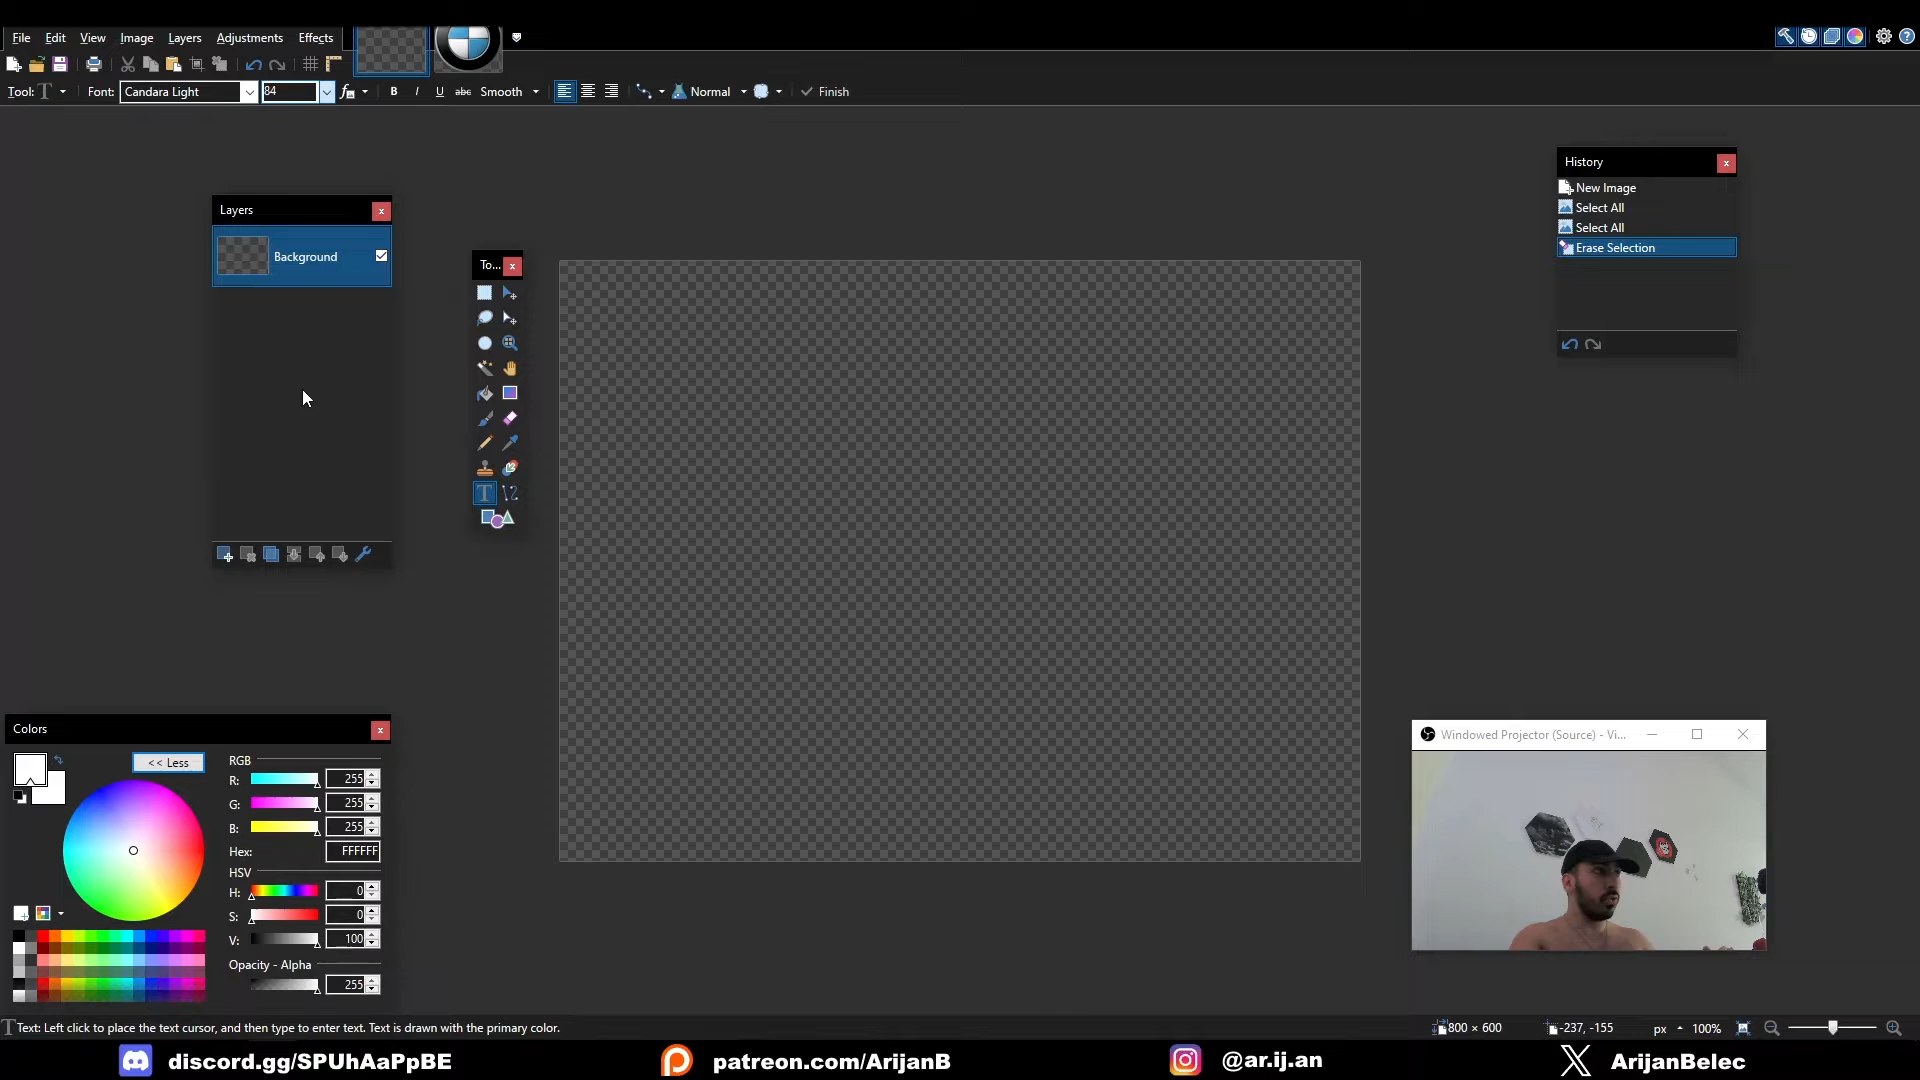 File Edit View Image Layers Adjustments Effects
Tool: T Font: Candara Light 84 B I U abc Smooth Normal Finish
History
New Image
Select All
Select All
Erase Selection
Layers
Background
To...
Colors
<< Less
RGB
R: 255
G: 255
B: 255
Hex: FFFFFF
HSV
H: 0
S: 0
V: 100
Opacity - Alpha
255
Windowed Projector (Source) - Vi...
Text: Left click to place the text cursor, and then type to enter text. Text is drawn with the primary color.
800 × 600 -237, -155 px 100%
discord.gg/SPUhAaPpBE patreon.com/ArijanB @ar.ij.an ArijanBelec